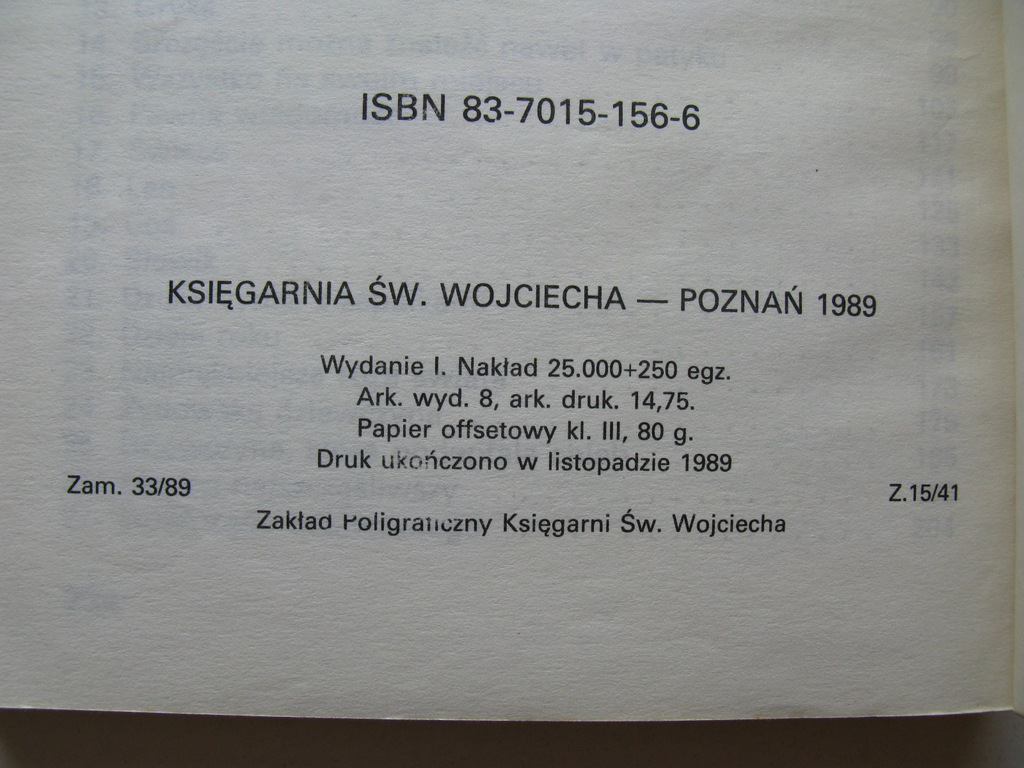 ISBN 83-7015-156-6
KSIĘGARNIA ŚW. WOJCIECHA — POZNAŃ 1989
Wydanie I. Nakład 25.000+250 egz.
Ark. wyd. 8, ark. druk. 14,75.
Papier offsetowy kl. III, 80 g.
Druk ukończono w listopadzie 1989
Zam. 33/89
Z.15/41
Zakład Poligraficzny Księgarni Św. Wojciecha